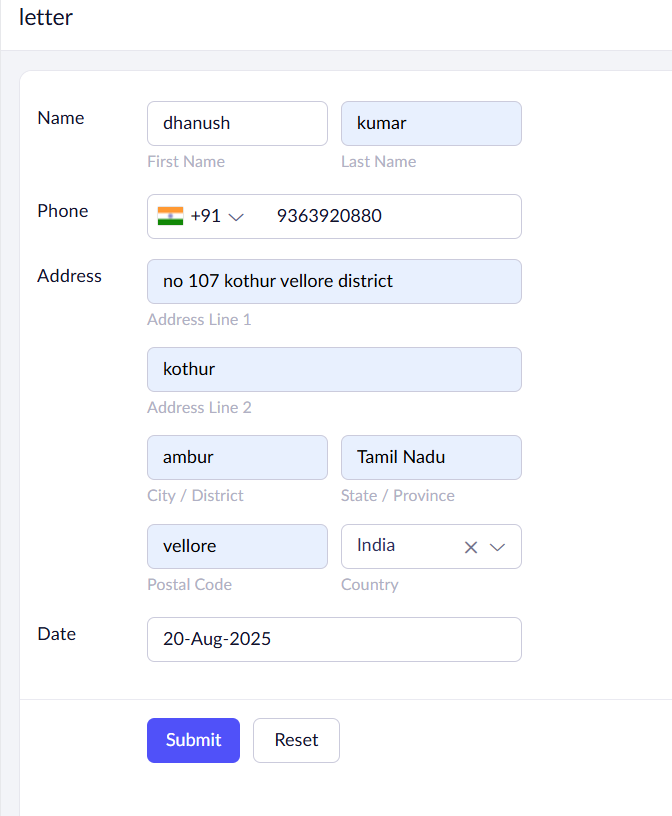 letter
Name
dhanush kumar
First Name Last Name
Phone
+91 9363920880
Address
no 107 kothur vellore district
Address Line 1
kothur
Address Line 2
ambur Tamil Nadu
City / District State / Province
vellore India
Postal Code Country
Date
20-Aug-2025
Submit Reset